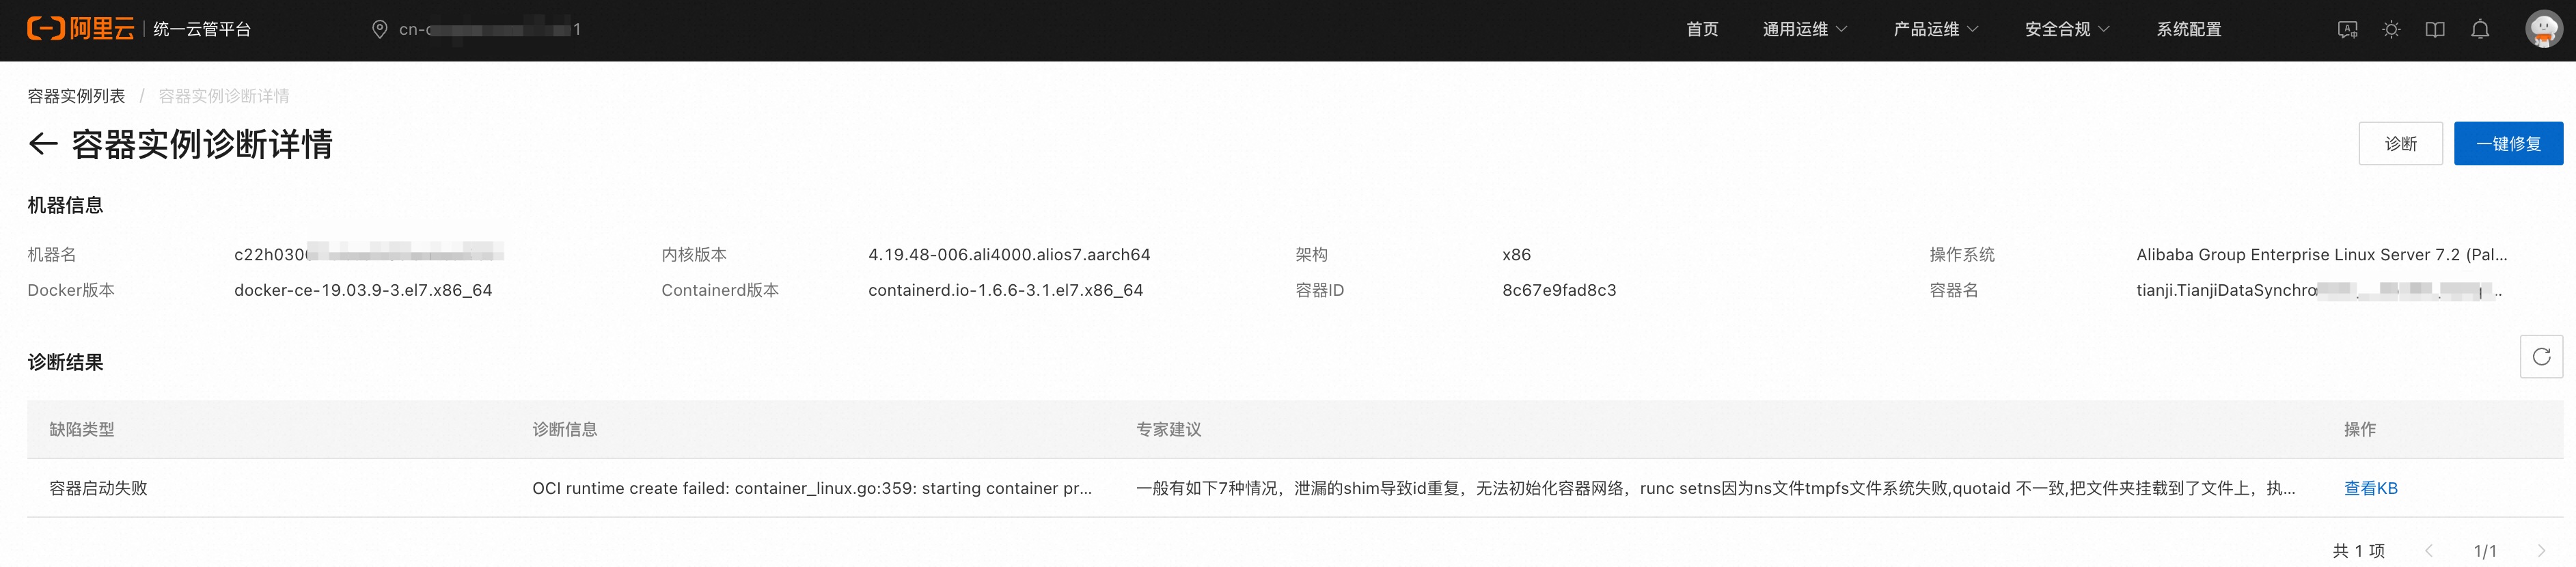 阿里云 统一云管平台 cn- 1 首页 通用运维 产品运维 安全合规 系统配置
容器实例列表 / 容器实例诊断详情
容器实例诊断详情 诊断 一键修复
机器信息
机器名 c22h030 内核版本 4.19.48-006.ali4000.alios7.aarch64 架构 x86 操作系统 Alibaba Group Enterprise Linux Server 7.2 (Pal...
Docker版本 docker-ce-19.03.9-3.el7.x86_64 Containerd版本 containerd.io-1.6.6-3.1.el7.x86_64 容器ID 8c67e9fad8c3 容器名 tianji.TianjiDataSynchro ...
诊断结果
缺陷类型 诊断信息 专家建议 操作
容器启动失败 OCI runtime create failed: container_linux.go:359: starting container pr... 一般有如下7种情况，泄漏的shim导致id重复，无法初始化容器网络，runc setns因为ns文件tmpfs文件系统失败,quotaid 不一致,把文件夹挂载到了文件上，执... 查看KB
共 1 项 1/1